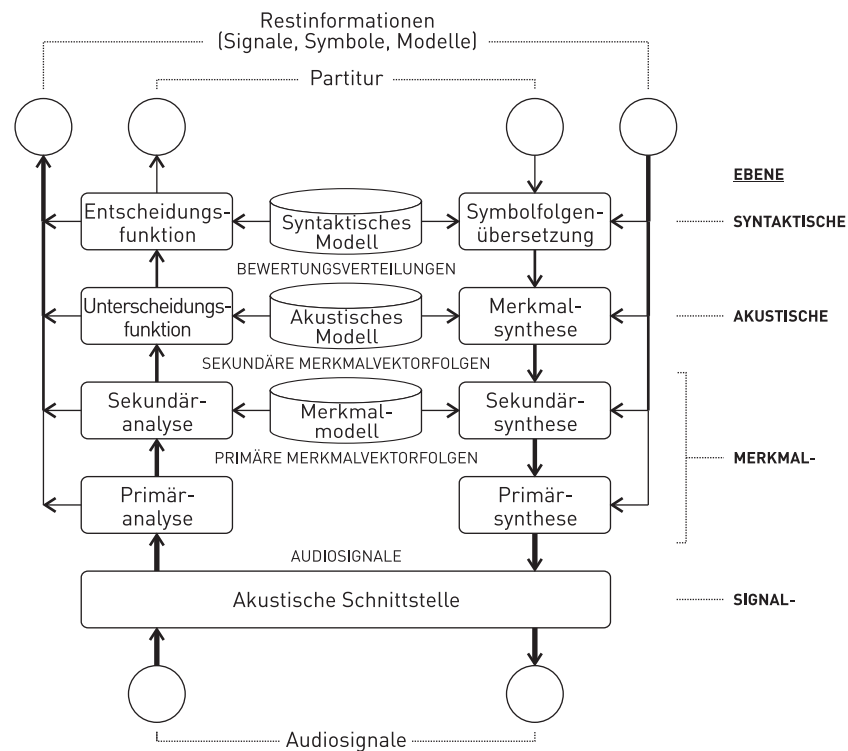 Restinformationen
(Signale, Symbole, Modelle)
Partitur
EBENE
Entscheidungs-
funktion
Syntaktisches
Modell
Symbolfolgen-
übersetzung
SYNTAKTISCHE
BEWERTUNGSVERTEILUNGEN
Unterscheidungs-
funktion
Akustisches
Modell
Merkmal-
synthese
AKUSTISCHE
SEKUNDÄRE MERKMALVEKTORFOLGEN
Sekundär-
analyse
Merkmal-
modell
Sekundär-
synthese
PRIMÄRE MERKMALVEKTORFOLGEN
MERKMAL-
Primär-
analyse
Primär-
synthese
AUDIOSIGNALE
Akustische Schnittstelle
SIGNAL-
Audiosignale